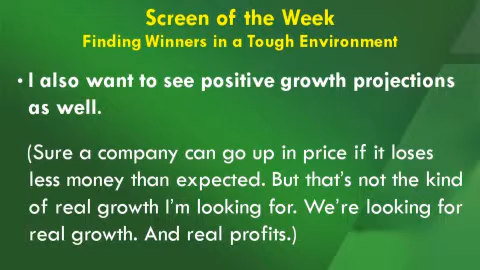 Screen of the Week
Finding Winners in a Tough Environment
• I also want to see positive growth projections
as well.
(Sure a company can go up in price if it loses
less money than expected. But that's not the kind
of real growth I'm looking for. We're looking for
real growth. And real profits.)